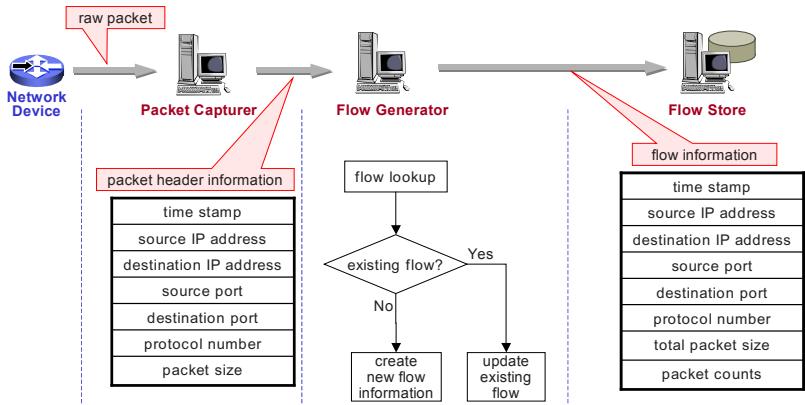 raw packet
Network
Device
Packet Capturer
Flow Generator
Flow Store
packet header information
flow information
time stamp
source IP address
destination IP address
source port
destination port
protocol number
packet size
flow lookup
existing flow?
Yes
No
create
new flow
information
update
existing
flow
time stamp
source IP address
destination IP address
source port
destination port
protocol number
total packet size
packet counts